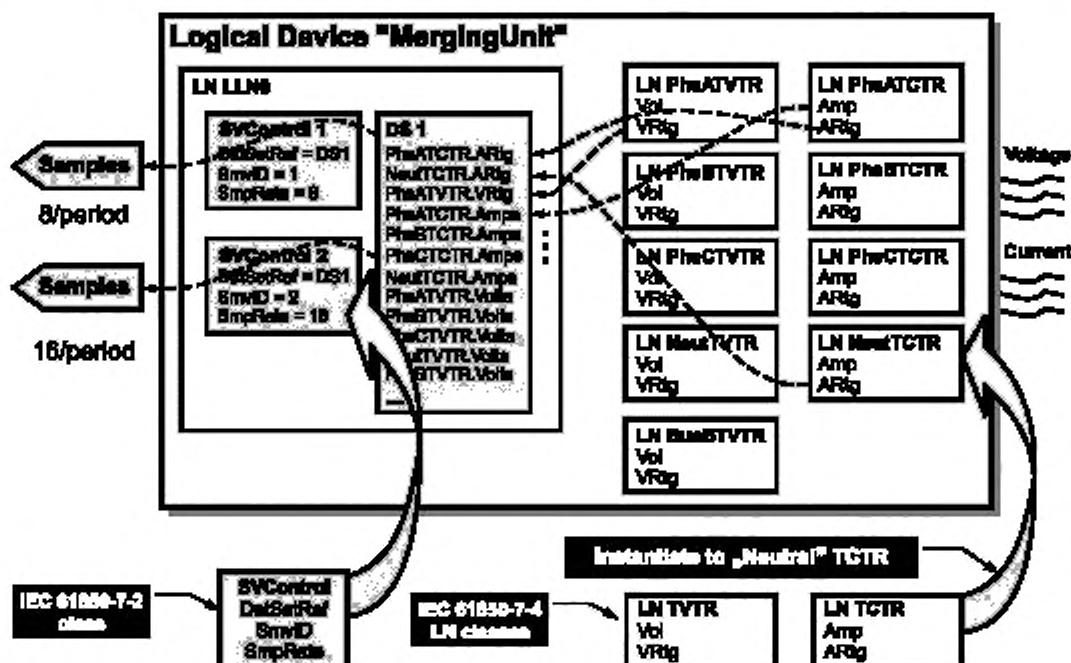 Logical Device "MergingUnit"
LN LLN0
SVControl 1
DatSetRef = DS1
SmvID = 1
SmpRate = 8
SVControl 2
DatSetRef = DS1
SmvID = 2
SmpRate = 16
DS 1
PhsATCTR.ARtg
NeutTCTR.ARtg
PhsATVTR.VRtg
PhsATCTR.Amps
PhsBTCTR.Amps
PhsCTCTR.Amps
NeutTCTR.Amps
PhsATVTR.Volts
PhsBTVTR.Volts
LN PhsATVTR
Vol
VRtg
LN PhsBTVTR
Vol
VRtg
LN PhsCTVTR
Vol
VRtg
LN NeutTVTR
Vol
VRtg
LN BusBTVTR
Vol
VRtg
LN PhsATCTR
Amp
ARtg
LN PhsBTCTR
Amp
ARtg
LN PhsCTCTR
Amp
ARtg
LN NeutTCTR
Amp
ARtg
Samples
8/period
Samples
16/period
Voltage
Current
Instantiate to „Neutral” TCTR
IEC 61850-7-2
class
SVControl
DatSetRef
SmvID
SmpRate
IEC 61850-7-4
LN classes
LN TVTR
Vol
VRtg
LN TCTR
Amp
ARtg